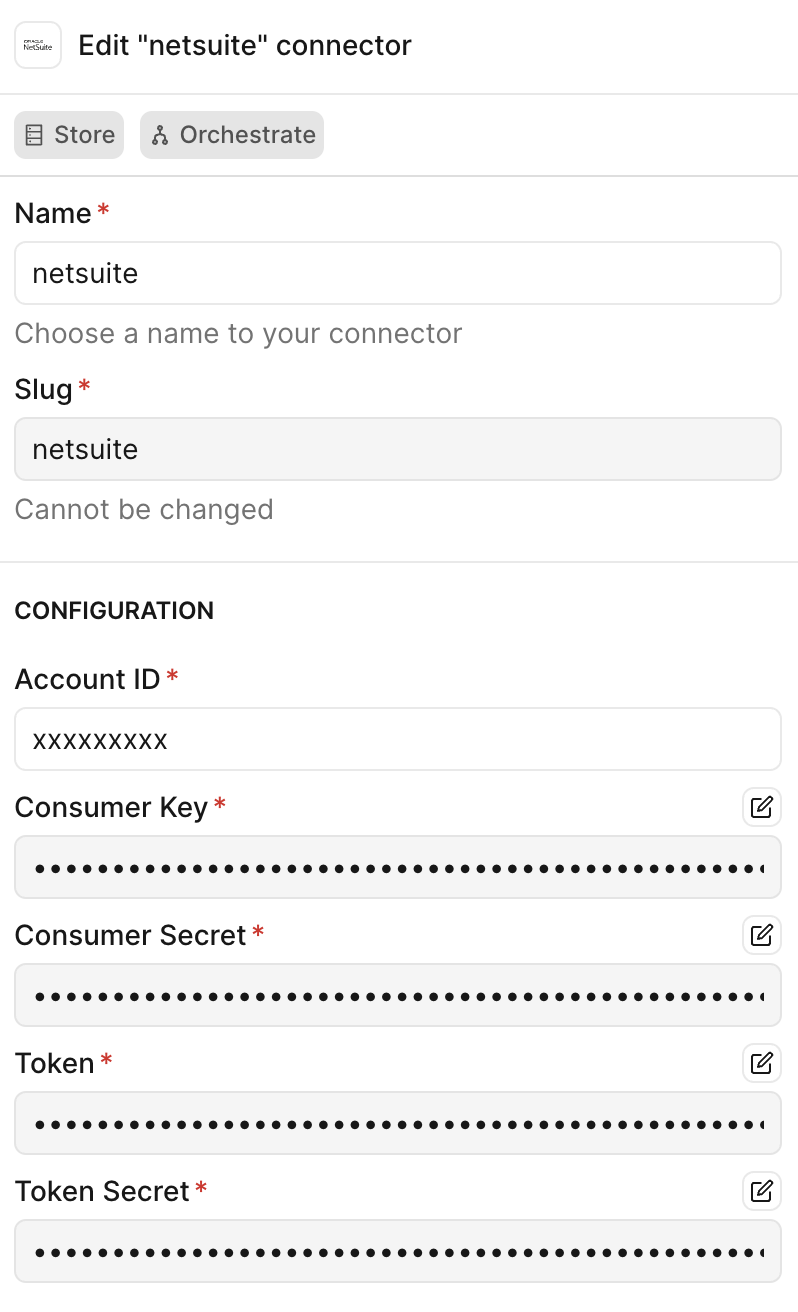 ORACLE
NetSuite
Edit "netsuite" connector
Store
Orchestrate
Name *
netsuite
Choose a name to your connector
Slug *
netsuite
Cannot be changed
CONFIGURATION
Account ID *
xxxxxxxxx
Consumer Key *
Consumer Secret *
Token *
Token Secret *